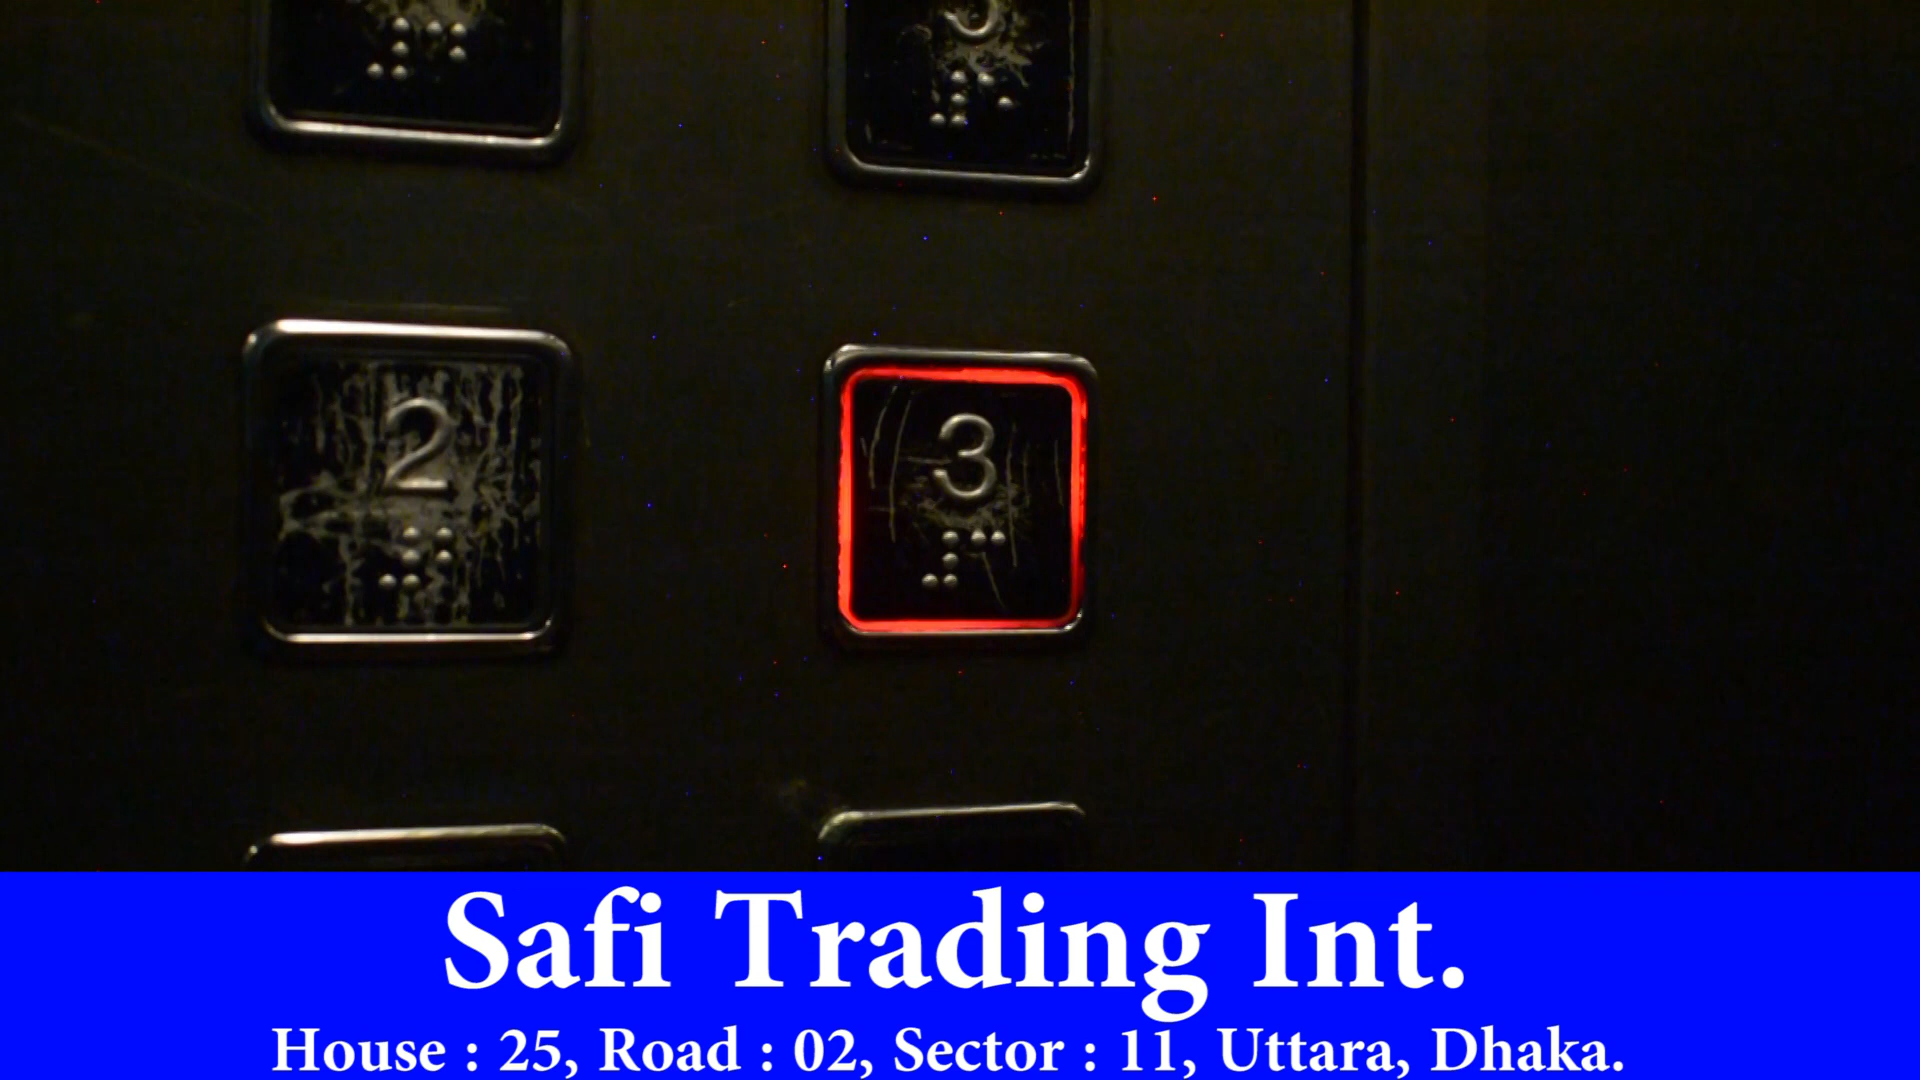 2 3
Safi Trading Int.
House : 25, Road : 02, Sector : 11, Uttara, Dhaka.